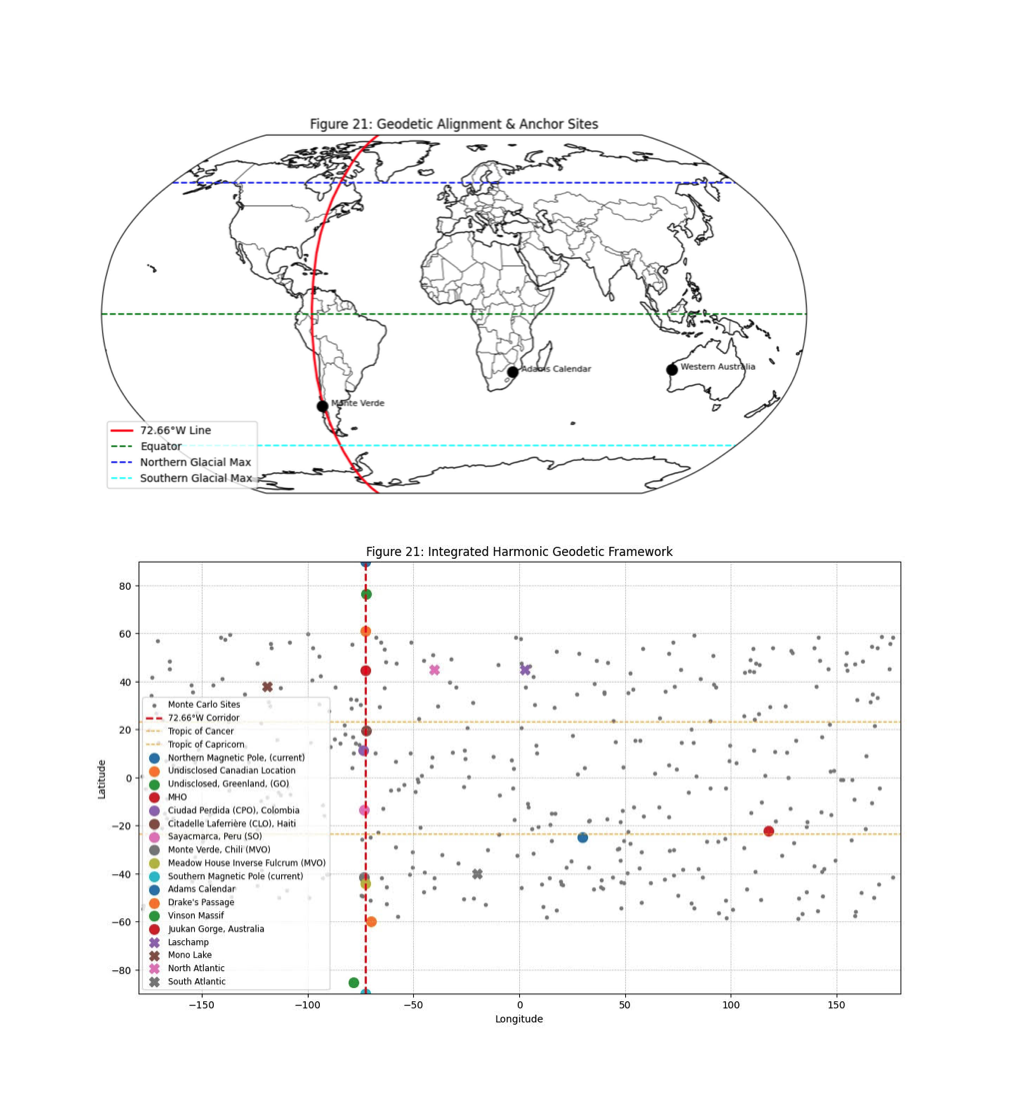 Figure 21: Geodetic Alignment & Anchor Sites
Adams Calendar
Western Australia
Monte Verde
72.66°W Line
Equator
Northern Glacial Max
Southern Glacial Max
Figure 21: Integrated Harmonic Geodetic Framework
80
60
40
20
0
−20
−40
−60
−80
Latitude
Monte Carlo Sites
72.66°W Corridor
Tropic of Cancer
Tropic of Capricorn
Northern Magnetic Pole, (current)
Undisclosed Canadian Location
Undisclosed, Greenland, (GO)
MHO
Ciudad Perdida (CPO), Colombia
Citadelle Laferrière (CLO), Haiti
Sayacmarca, Peru (SO)
Monte Verde, Chili (MVO)
Meadow House Inverse Fulcrum (MVO)
Southern Magnetic Pole (current)
Adams Calendar
Drake's Passage
Vinson Massif
Juukan Gorge, Australia
Laschamp
Mono Lake
North Atlantic
South Atlantic
−150 −100 −50 0 50 100 150
Longitude